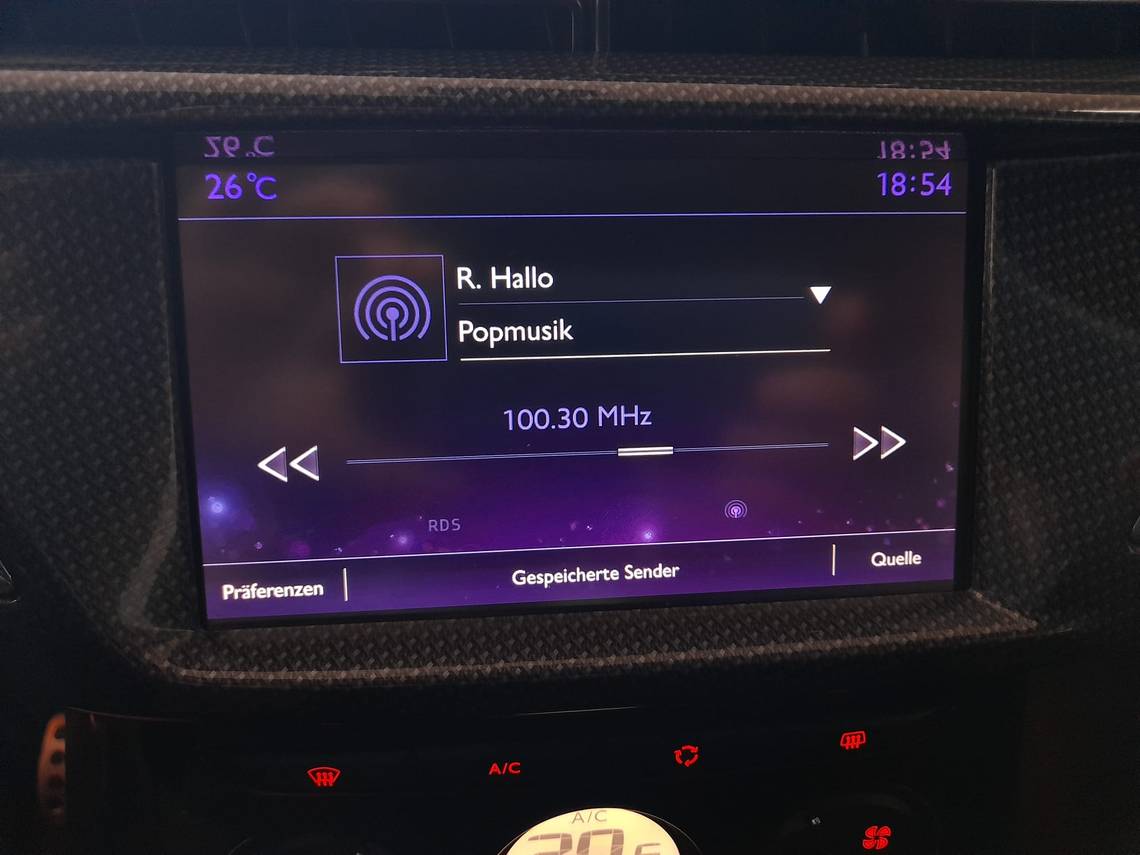 26 °C
18:54
R. Hallo
Popmusik
100.30 MHz
RDS
Präferenzen
Gespeicherte Sender
Quelle
A/C
A/C